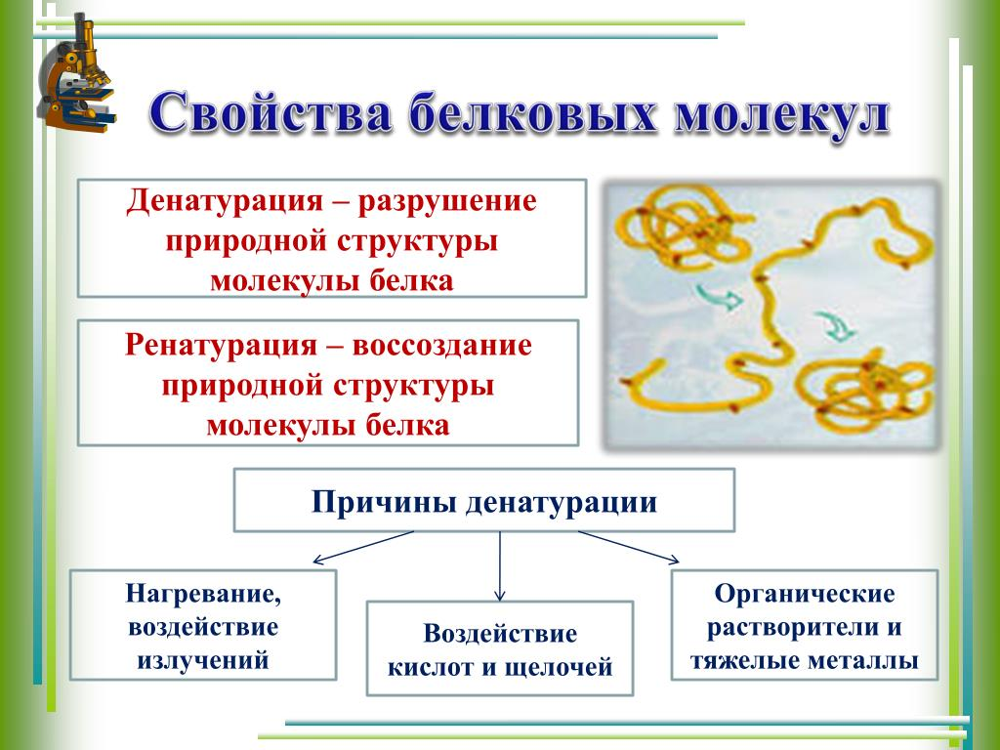 Свойства белковых молекул
Денатурация – разрушение
природной структуры
молекулы белка
Ренатурация – воссоздание
природной структуры
молекулы белка
Причины денатурации
Нагревание,
воздействие
излучений
Воздействие
кислот и щелочей
Органические
растворители и
тяжелые металлы